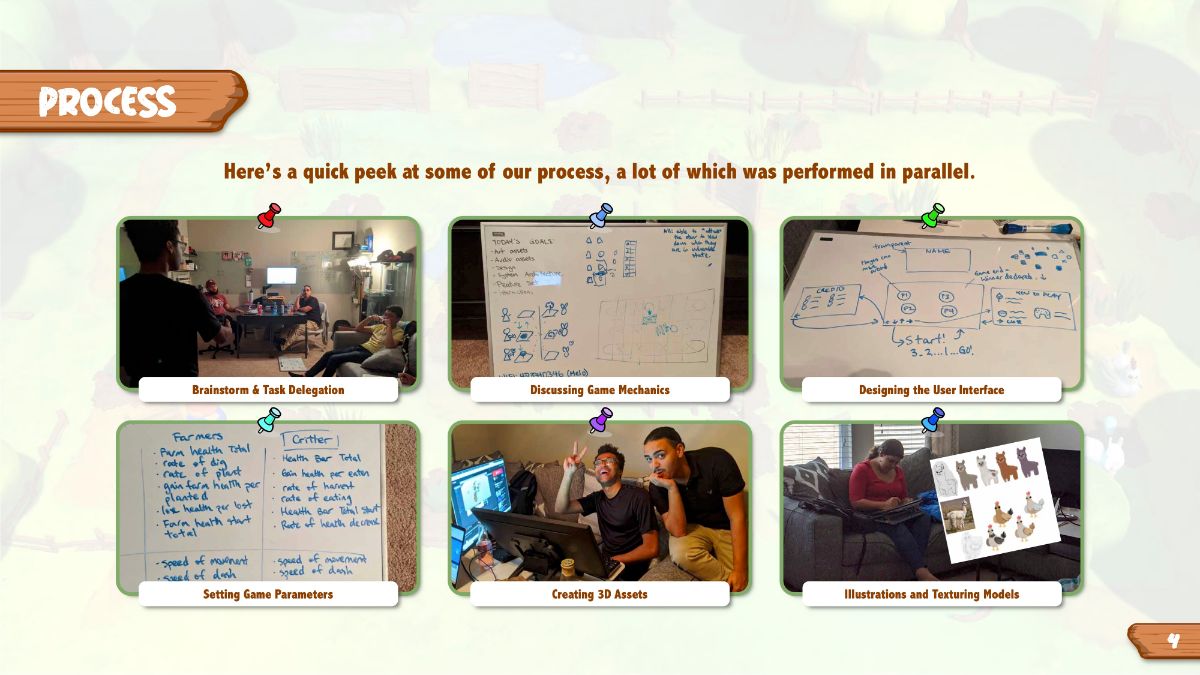 PROCESS
Here's a quick peek at some of our process, a lot of which was performed in parallel.
Brainstorm & Task Delegation
TODAY'S GOALS:
- Art assets
- Audio assets
- Design
- System Architecture
- Feature
Discussing Game Mechanics
transparent
NAME
CREDITS
P1
P3
P2
P4
Game end -
winner declared.
HOW TO PLAY
Start!
3..2...1...GO!
Designing the User Interface
Farmers
· Farm health Total
· rate of dig
· rate of plant
· gain farm health per
planted
· lose health per lost
· Farm health start
total
· speed of movement
· speed of dash
Critter
· Health Bar Total
· Gain health per eaten
· rate of harvest
· rate of eating
· Health Bar Total Start
· Rate of health decrease
· speed of movement
· speed of dash
Setting Game Parameters
Creating 3D Assets
Illustrations and Texturing Models
4